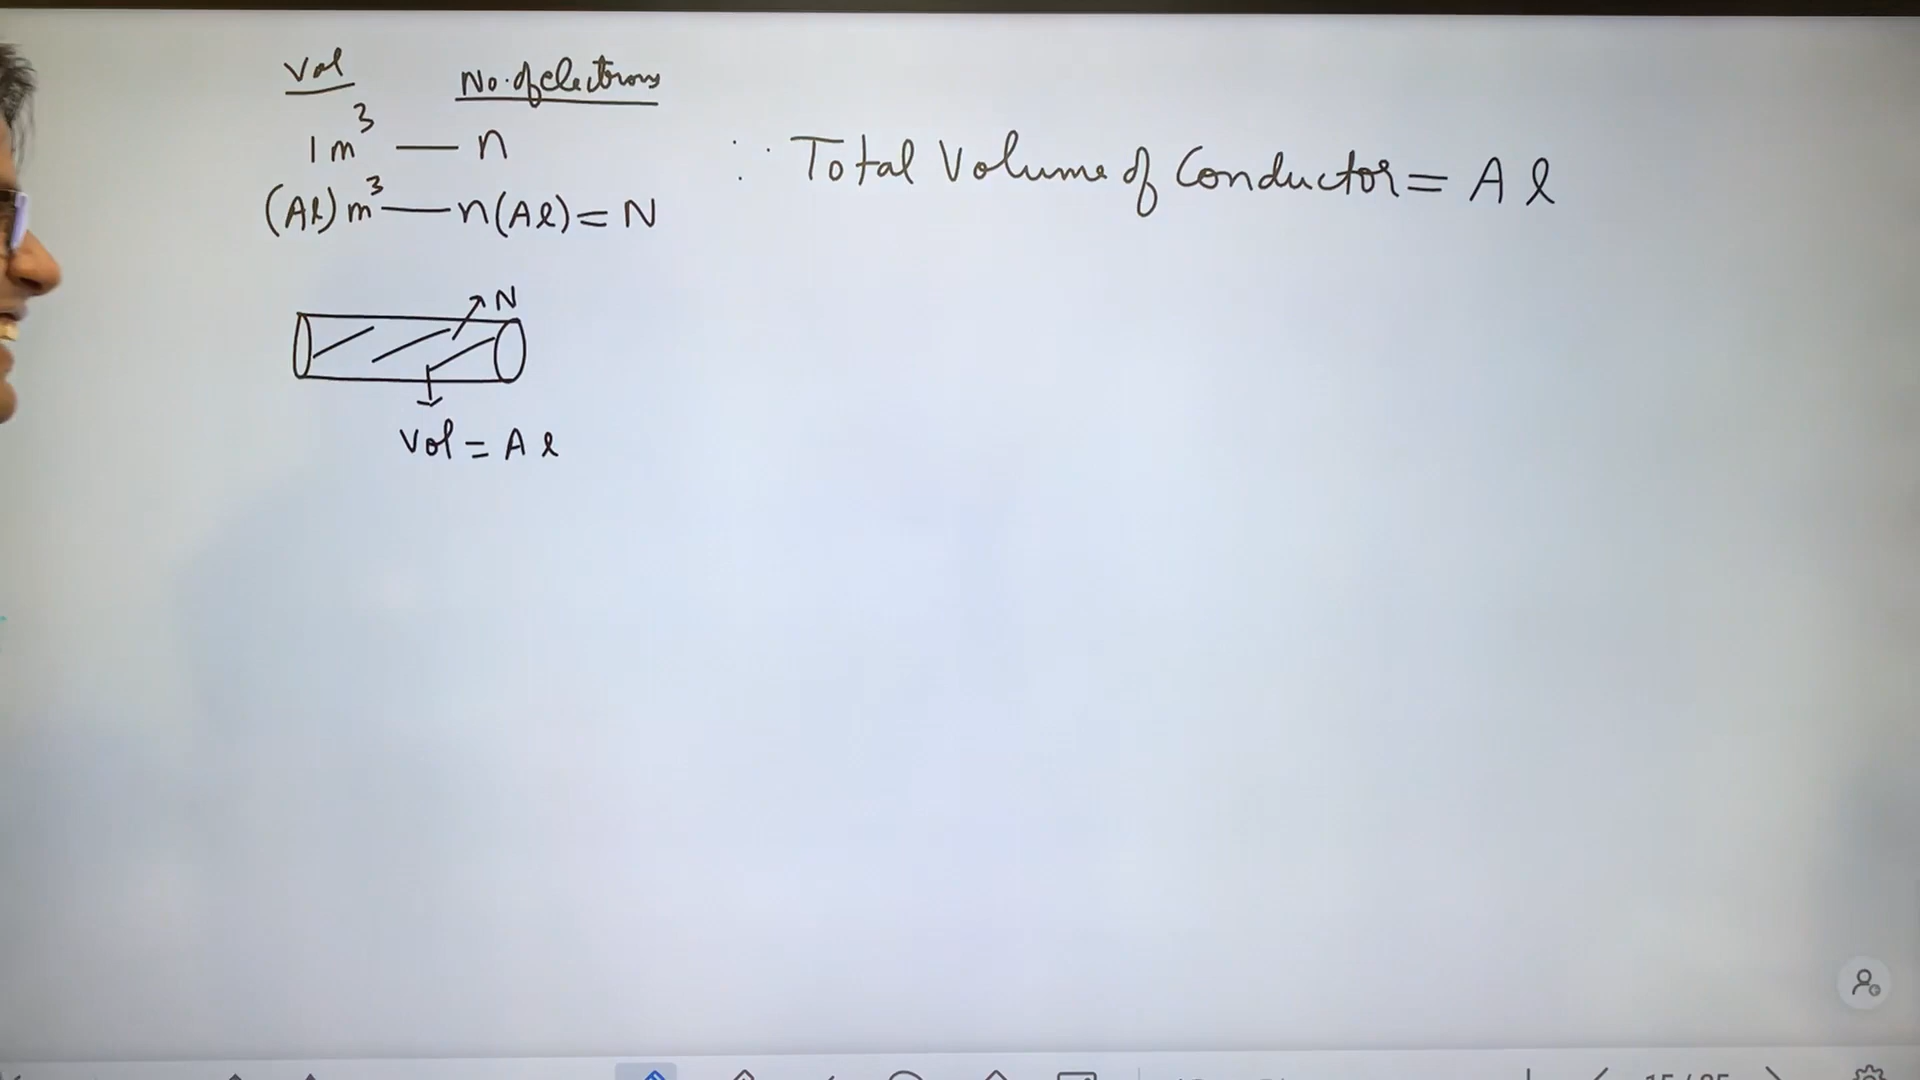 Vol No. of electrons
1 m³ — n
(Al) m³ — n(Al) = N
∵ Total Volume of Conductor = A l
N
Vol = A l